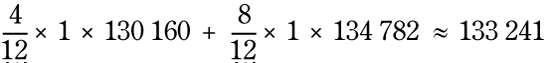 4/12 × 1 × 130 160 + 8/12 × 1 × 134 782 ≈ 133 241